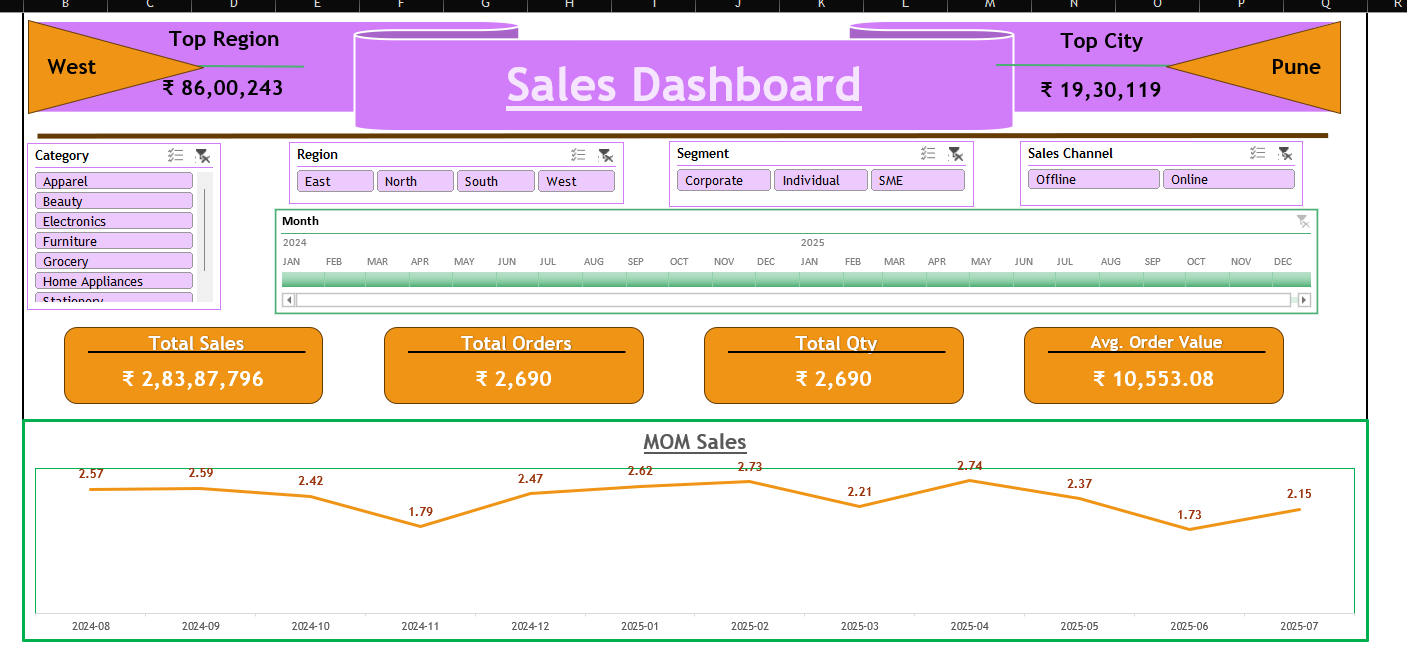 B C D E F G H I J K L M N O P Q R
Top Region
West
₹ 86,00,243
Sales Dashboard
Top City
Pune
₹ 19,30,119
Category
Apparel
Beauty
Electronics
Furniture
Grocery
Home Appliances
Stationery
Region
East North South West
Segment
Corporate Individual SME
Sales Channel
Offline Online
Month
2024 2025
JAN FEB MAR APR MAY JUN JUL AUG SEP OCT NOV DEC JAN FEB MAR APR MAY JUN JUL AUG SEP OCT NOV DEC
Total Sales
₹ 2,83,87,796
Total Orders
₹ 2,690
Total Qty
₹ 2,690
Avg. Order Value
₹ 10,553.08
MOM Sales
2.57 2.59 2.42 1.79 2.47 2.62 2.73 2.21 2.74 2.37 1.73 2.15
2024-08 2024-09 2024-10 2024-11 2024-12 2025-01 2025-02 2025-03 2025-04 2025-05 2025-06 2025-07